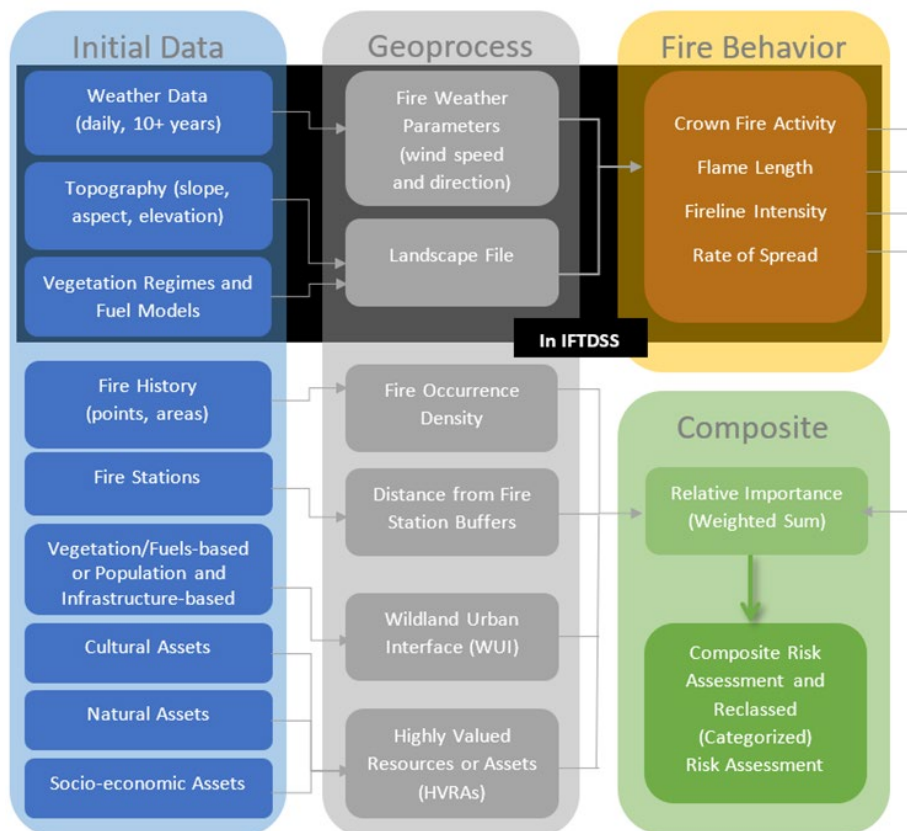 Initial Data
Weather Data
(daily, 10+ years)
Topography (slope,
aspect, elevation)
Vegetation Regimes and
Fuel Models
Fire History
(points, areas)
Fire Stations
Vegetation/Fuels-based
or Population and
Infrastructure-based
Cultural Assets
Natural Assets
Socio-economic Assets
Geoprocess
Fire Weather
Parameters
(wind speed
and direction)
Landscape File
In IFTDSS
Fire Occurrence
Density
Distance from Fire
Station Buffers
Wildland Urban
Interface (WUI)
Highly Valued
Resources or Assets
(HVRAs)
Fire Behavior
Crown Fire Activity
Flame Length
Fireline Intensity
Rate of Spread
Composite
Relative Importance
(Weighted Sum)
Composite Risk
Assessment and
Reclassed
(Categorized)
Risk Assessment